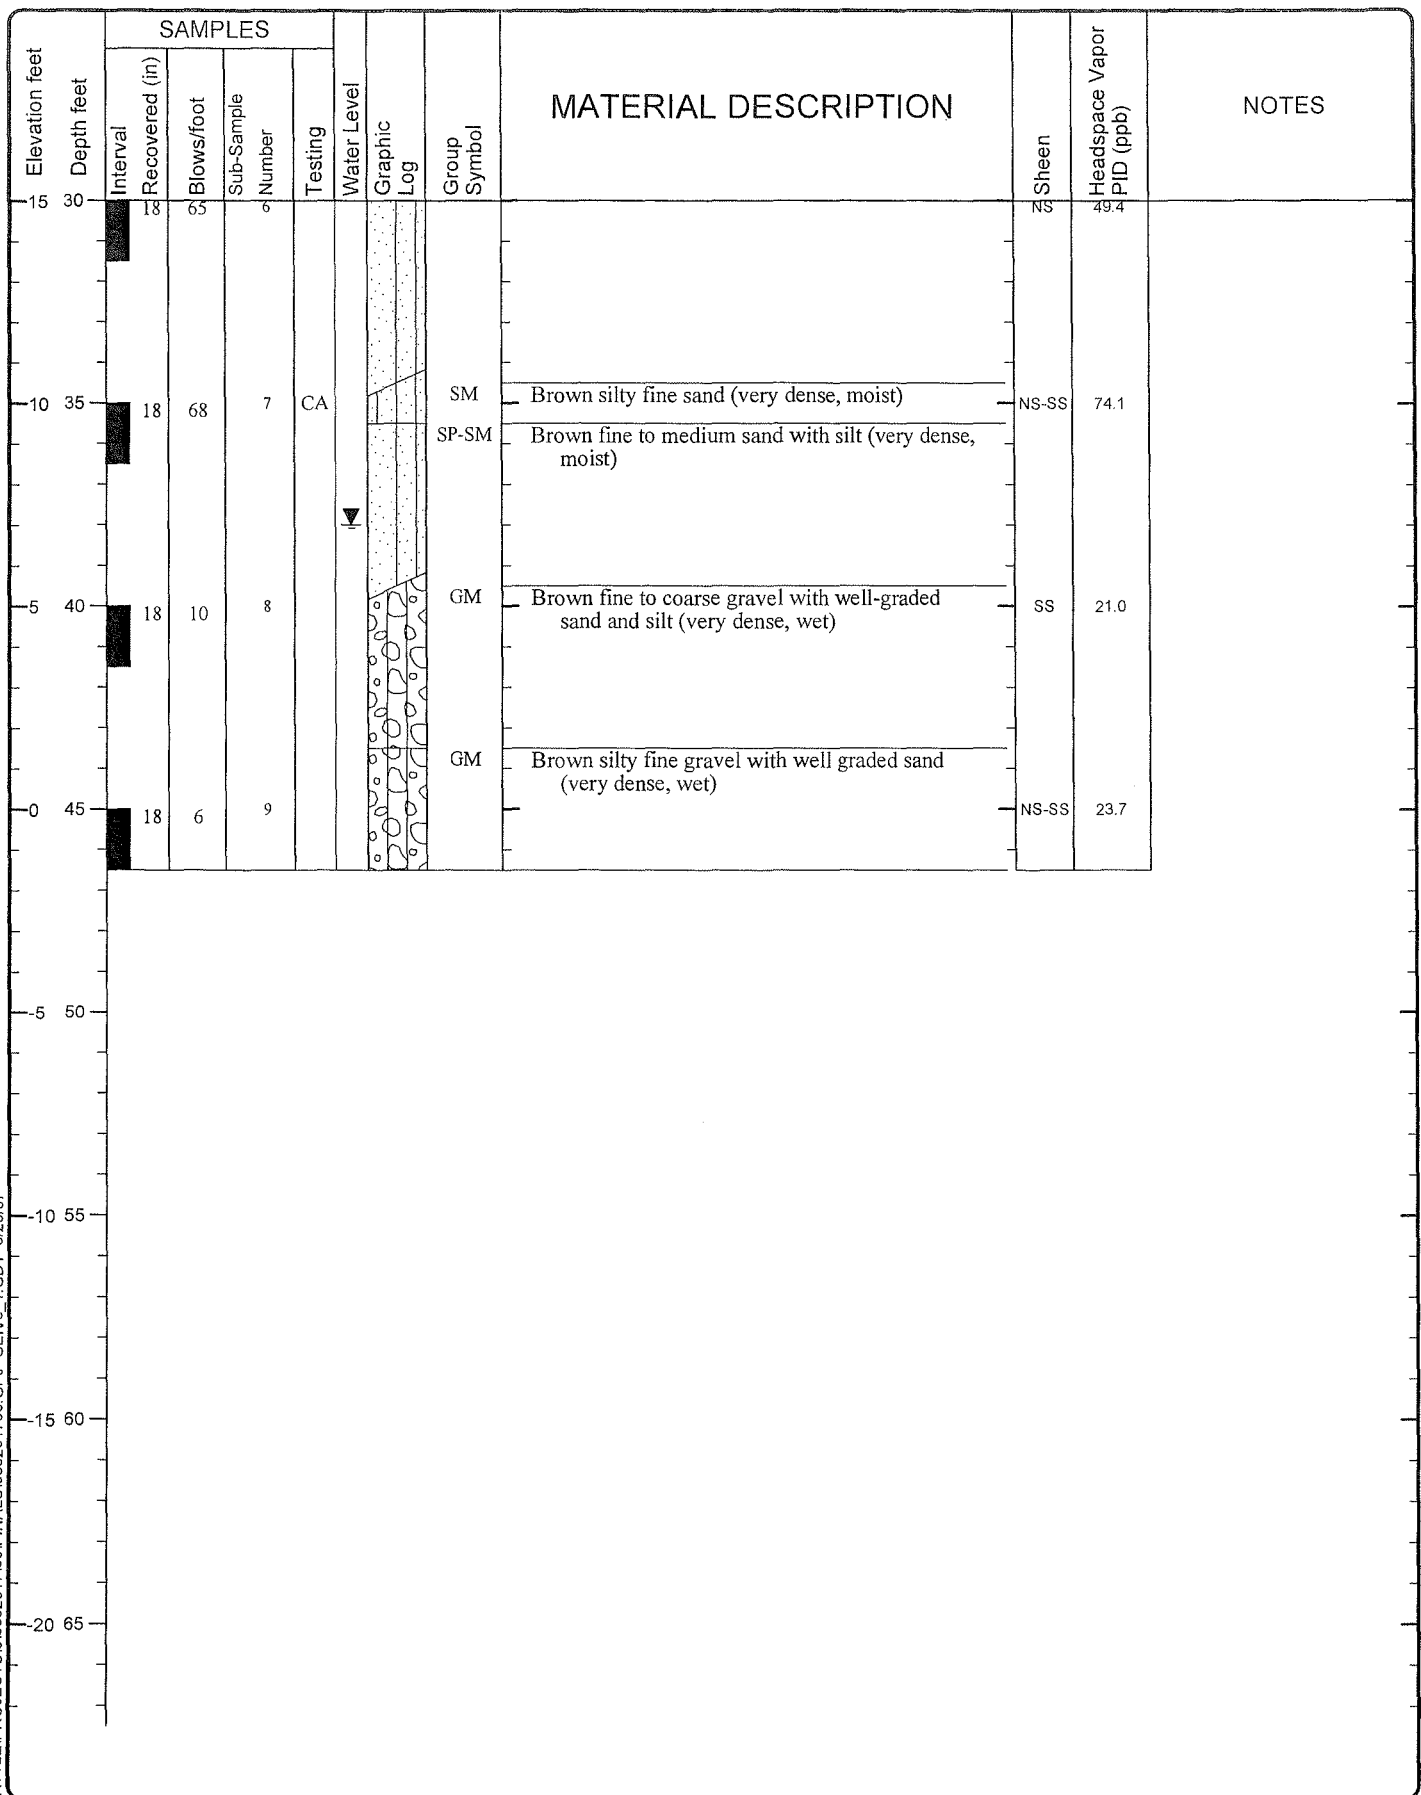 SAMPLES
Elevation feet
Depth feet
Interval
Recovered (in)
Blows/foot
Sub-Sample
Number
Testing
Water Level
Graphic
Log
Group
Symbol
MATERIAL DESCRIPTION
Sheen
Headspace Vapor
PID (ppb)
NOTES
15 30 18 65 6 NS 49.4
SM Brown silty fine sand (very dense, moist)
10 35 18 68 7 CA NS-SS 74.1
SP-SM Brown fine to medium sand with silt (very dense,
moist)
GM Brown fine to coarse gravel with well-graded
5 40 18 10 8 SS 21.0
sand and silt (very dense, wet)
GM Brown silty fine gravel with well graded sand
(very dense, wet)
0 45 18 6 9 NS-SS 23.7
-5 50
-10 55
-15 60
-20 65